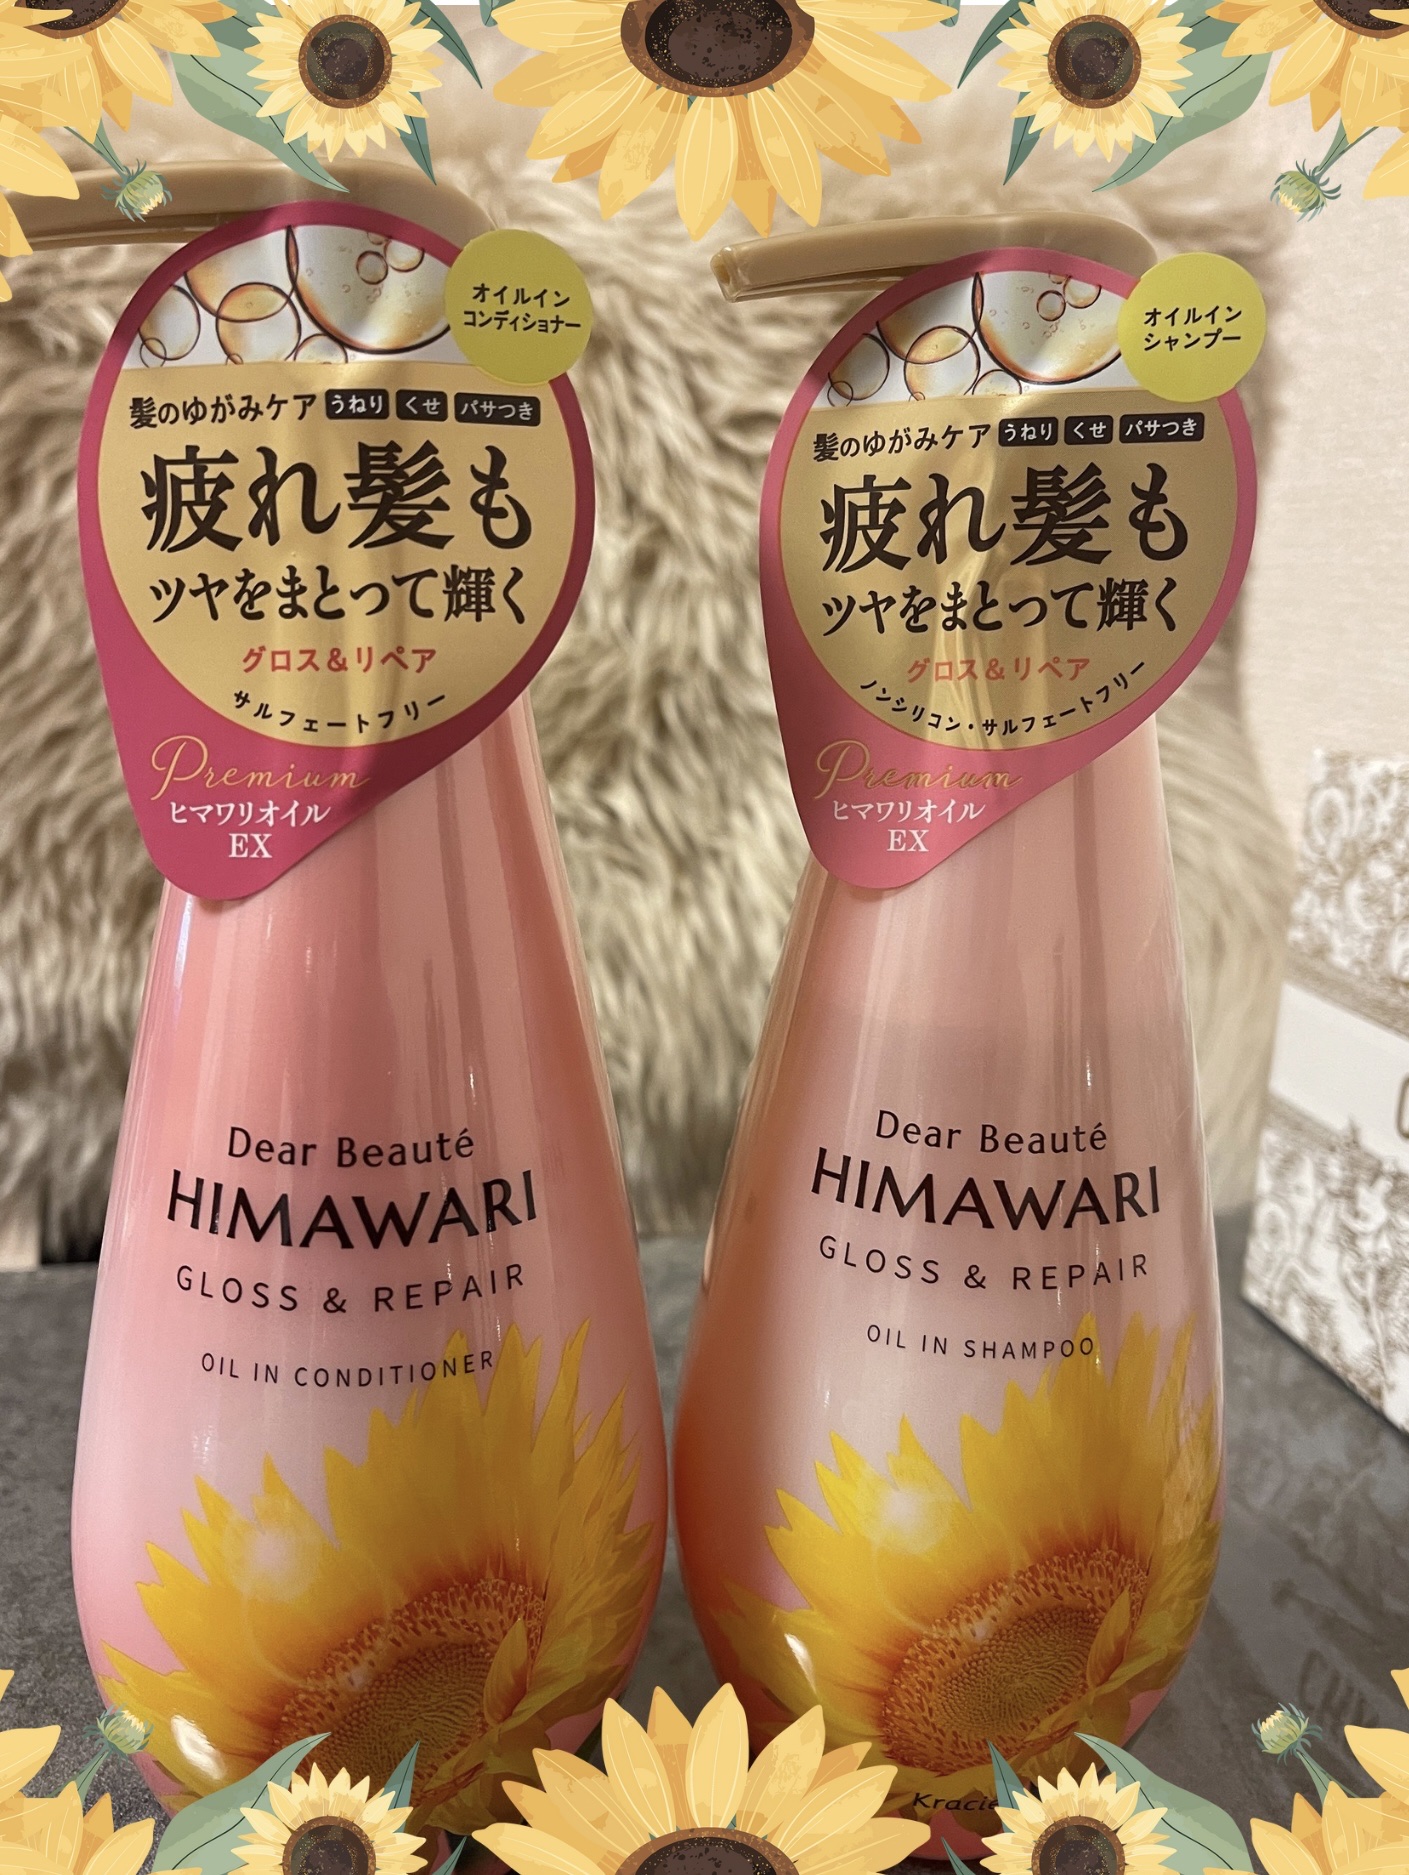 オイルイン
コンディショナー
髪のゆがみケア うねり くせ パサつき
疲れ髪も
ツヤをまとって輝く
グロス&リペア
サルフェートフリー
Premium
ヒマワリオイル
EX
Dear Beauté
HIMAWARI
GLOSS & REPAIR
OIL IN CONDITIONER
オイルイン
シャンプー
髪のゆがみケア うねり くせ パサつき
疲れ髪も
ツヤをまとって輝く
グロス&リペア
ノンシリコン・サルフェートフリー
Premium
ヒマワリオイル
EX
Dear Beauté
HIMAWARI
GLOSS & REPAIR
OIL IN SHAMPOO
Kracie